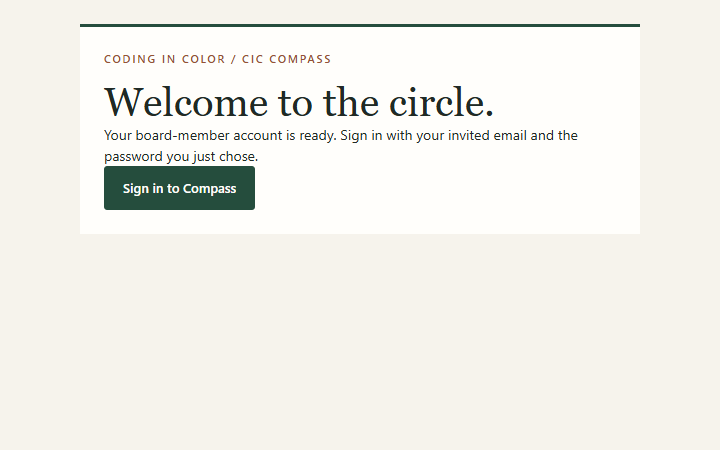 CODING IN COLOR / CIC COMPASS
Welcome to the circle.
Your board-member account is ready. Sign in with your invited email and the
password you just chose.
Sign in to Compass